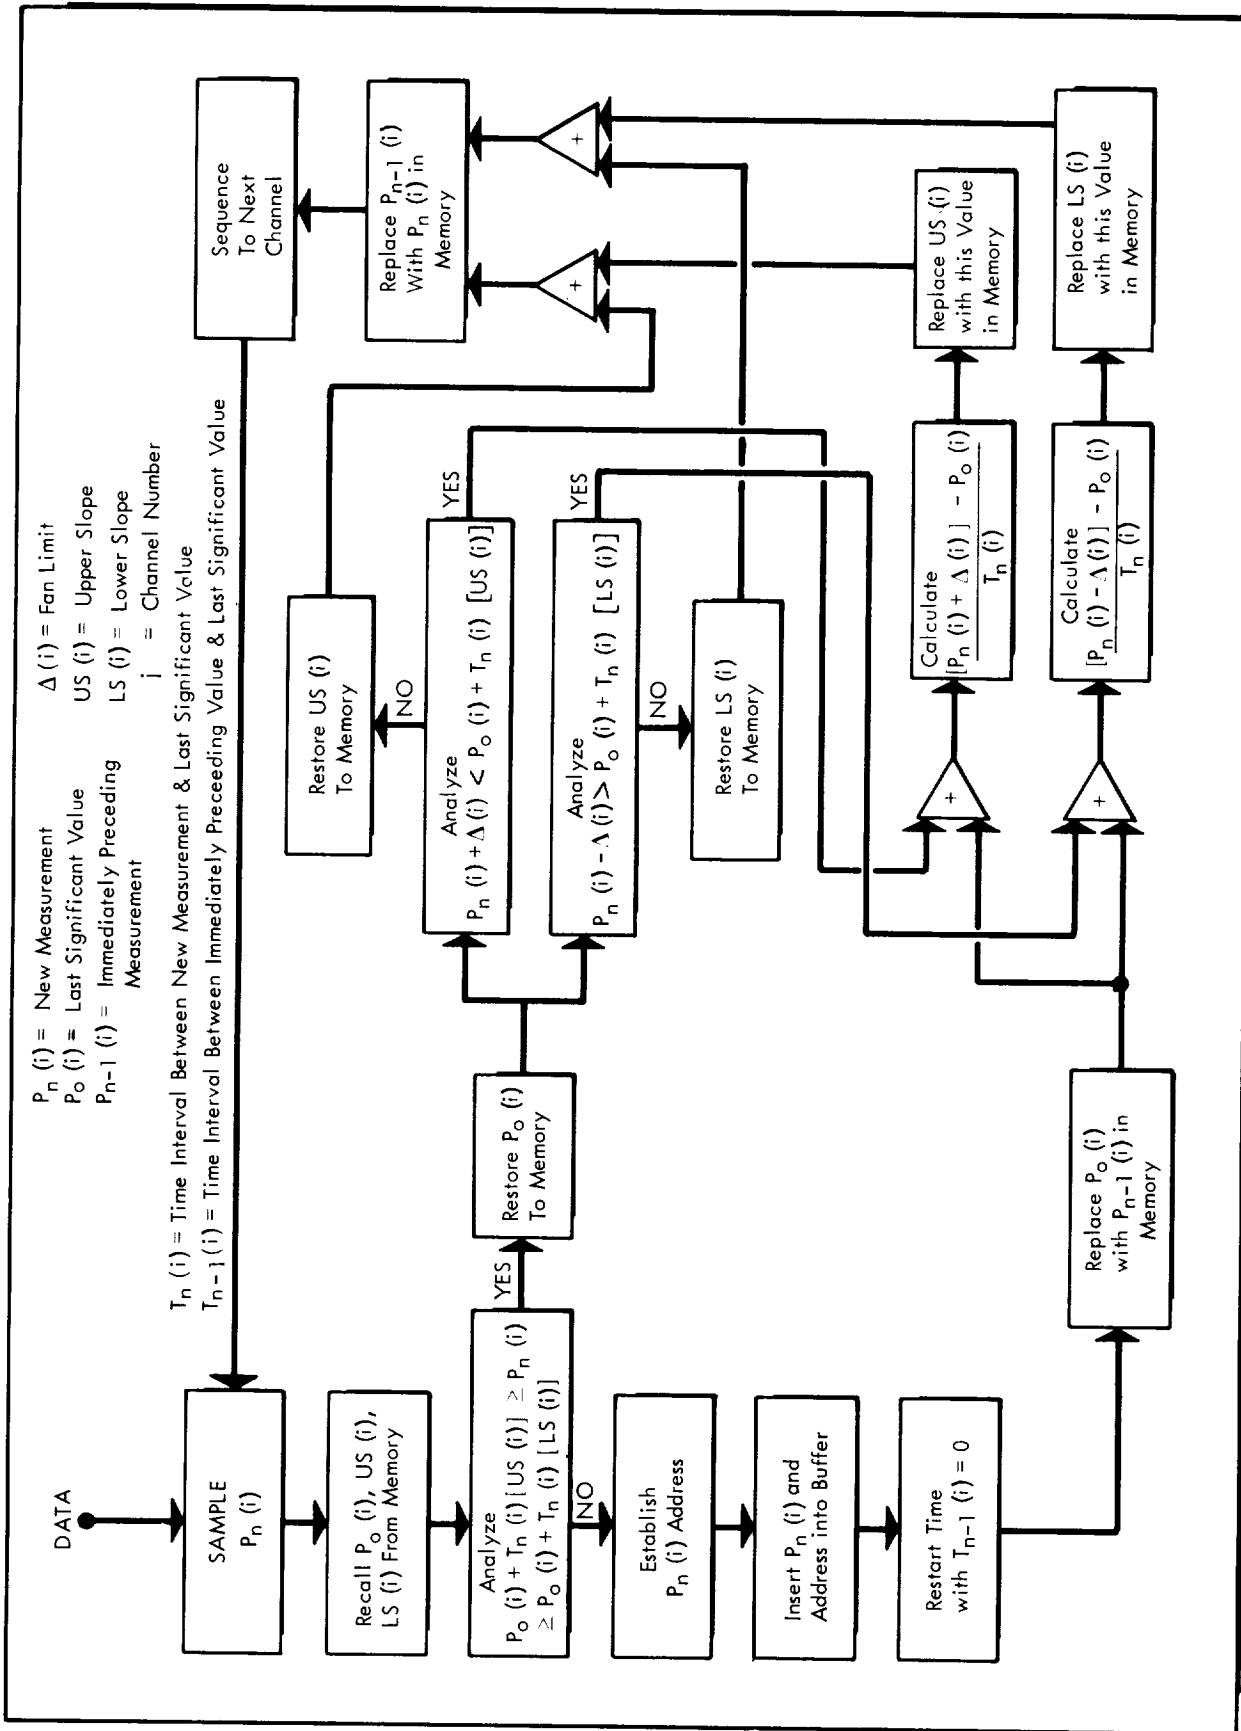 P_n (i) = New Measurement
P_o (i) = Last Significant Value
P_{n-1} (i) = Immediately Preceding
Measurement
Δ (i) = Fan Limit
US (i) = Upper Slope
LS (i) = Lower Slope
i = Channel Number
T_n (i) = Time Interval Between New Measurement & Last Significant Value
T_{n-1} (i) = Time Interval Between Immediately Preceeding Value & Last Significant Value
DATA
SAMPLE
P_n (i)
Recall P_o (i), US (i),
LS (i) From Memory
Analyze
P_o (i) + T_n (i) [US (i)] ≥ P_n (i)
≥ P_o (i) + T_n (i) [LS (i)]
YES
NO
Establish
P_n (i) Address
Insert P_n (i) and
Address into Buffer
Restart Time
with T_{n-1} (i) = 0
Replace P_o (i)
with P_{n-1} (i) in
Memory
Restore P_o (i)
To Memory
Analyze
P_n (i) + Δ (i) < P_o (i) + T_n (i) [US (i)]
YES
NO
Restore US (i)
To Memory
Analyze
P_n (i) - Δ (i) > P_o (i) + T_n (i) [LS (i)]
YES
NO
Restore LS (i)
To Memory
+
+
Calculate
[P_n (i) + Δ (i)] - P_o (i)
T_n (i)
Calculate
[P_n (i) - Δ (i)] - P_o (i)
T_n (i)
Replace US (i)
with this Value
in Memory
Replace LS (i)
with this Value
in Memory
+
+
Replace P_{n-1} (i)
With P_n (i) in
Memory
Sequence
To Next
Channel